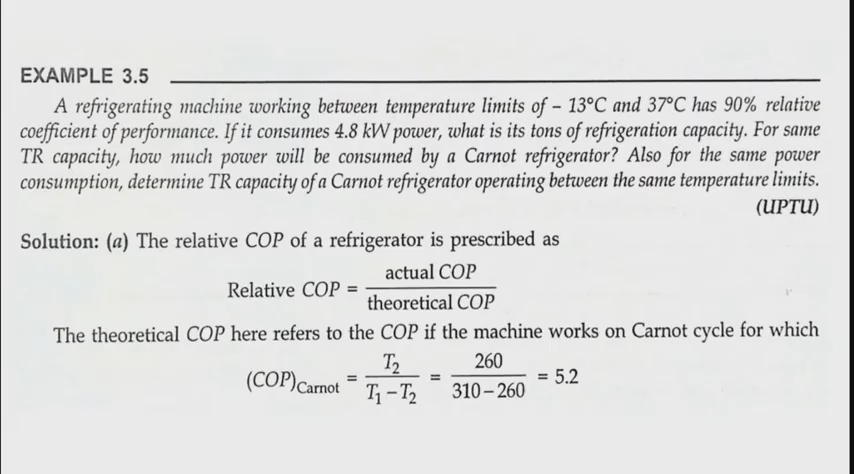 EXAMPLE 3.5
A refrigerating machine working between temperature limits of – 13°C and 37°C has 90% relative
coefficient of performance. If it consumes 4.8 kW power, what is its tons of refrigeration capacity. For same
TR capacity, how much power will be consumed by a Carnot refrigerator? Also for the same power
consumption, determine TR capacity of a Carnot refrigerator operating between the same temperature limits.
(UPTU)
Solution: (a) The relative COP of a refrigerator is prescribed as
Relative COP = actual COP / theoretical COP
The theoretical COP here refers to the COP if the machine works on Carnot cycle for which
(COP)Carnot = T₂ / T₁ – T₂ = 260 / 310 – 260 = 5.2